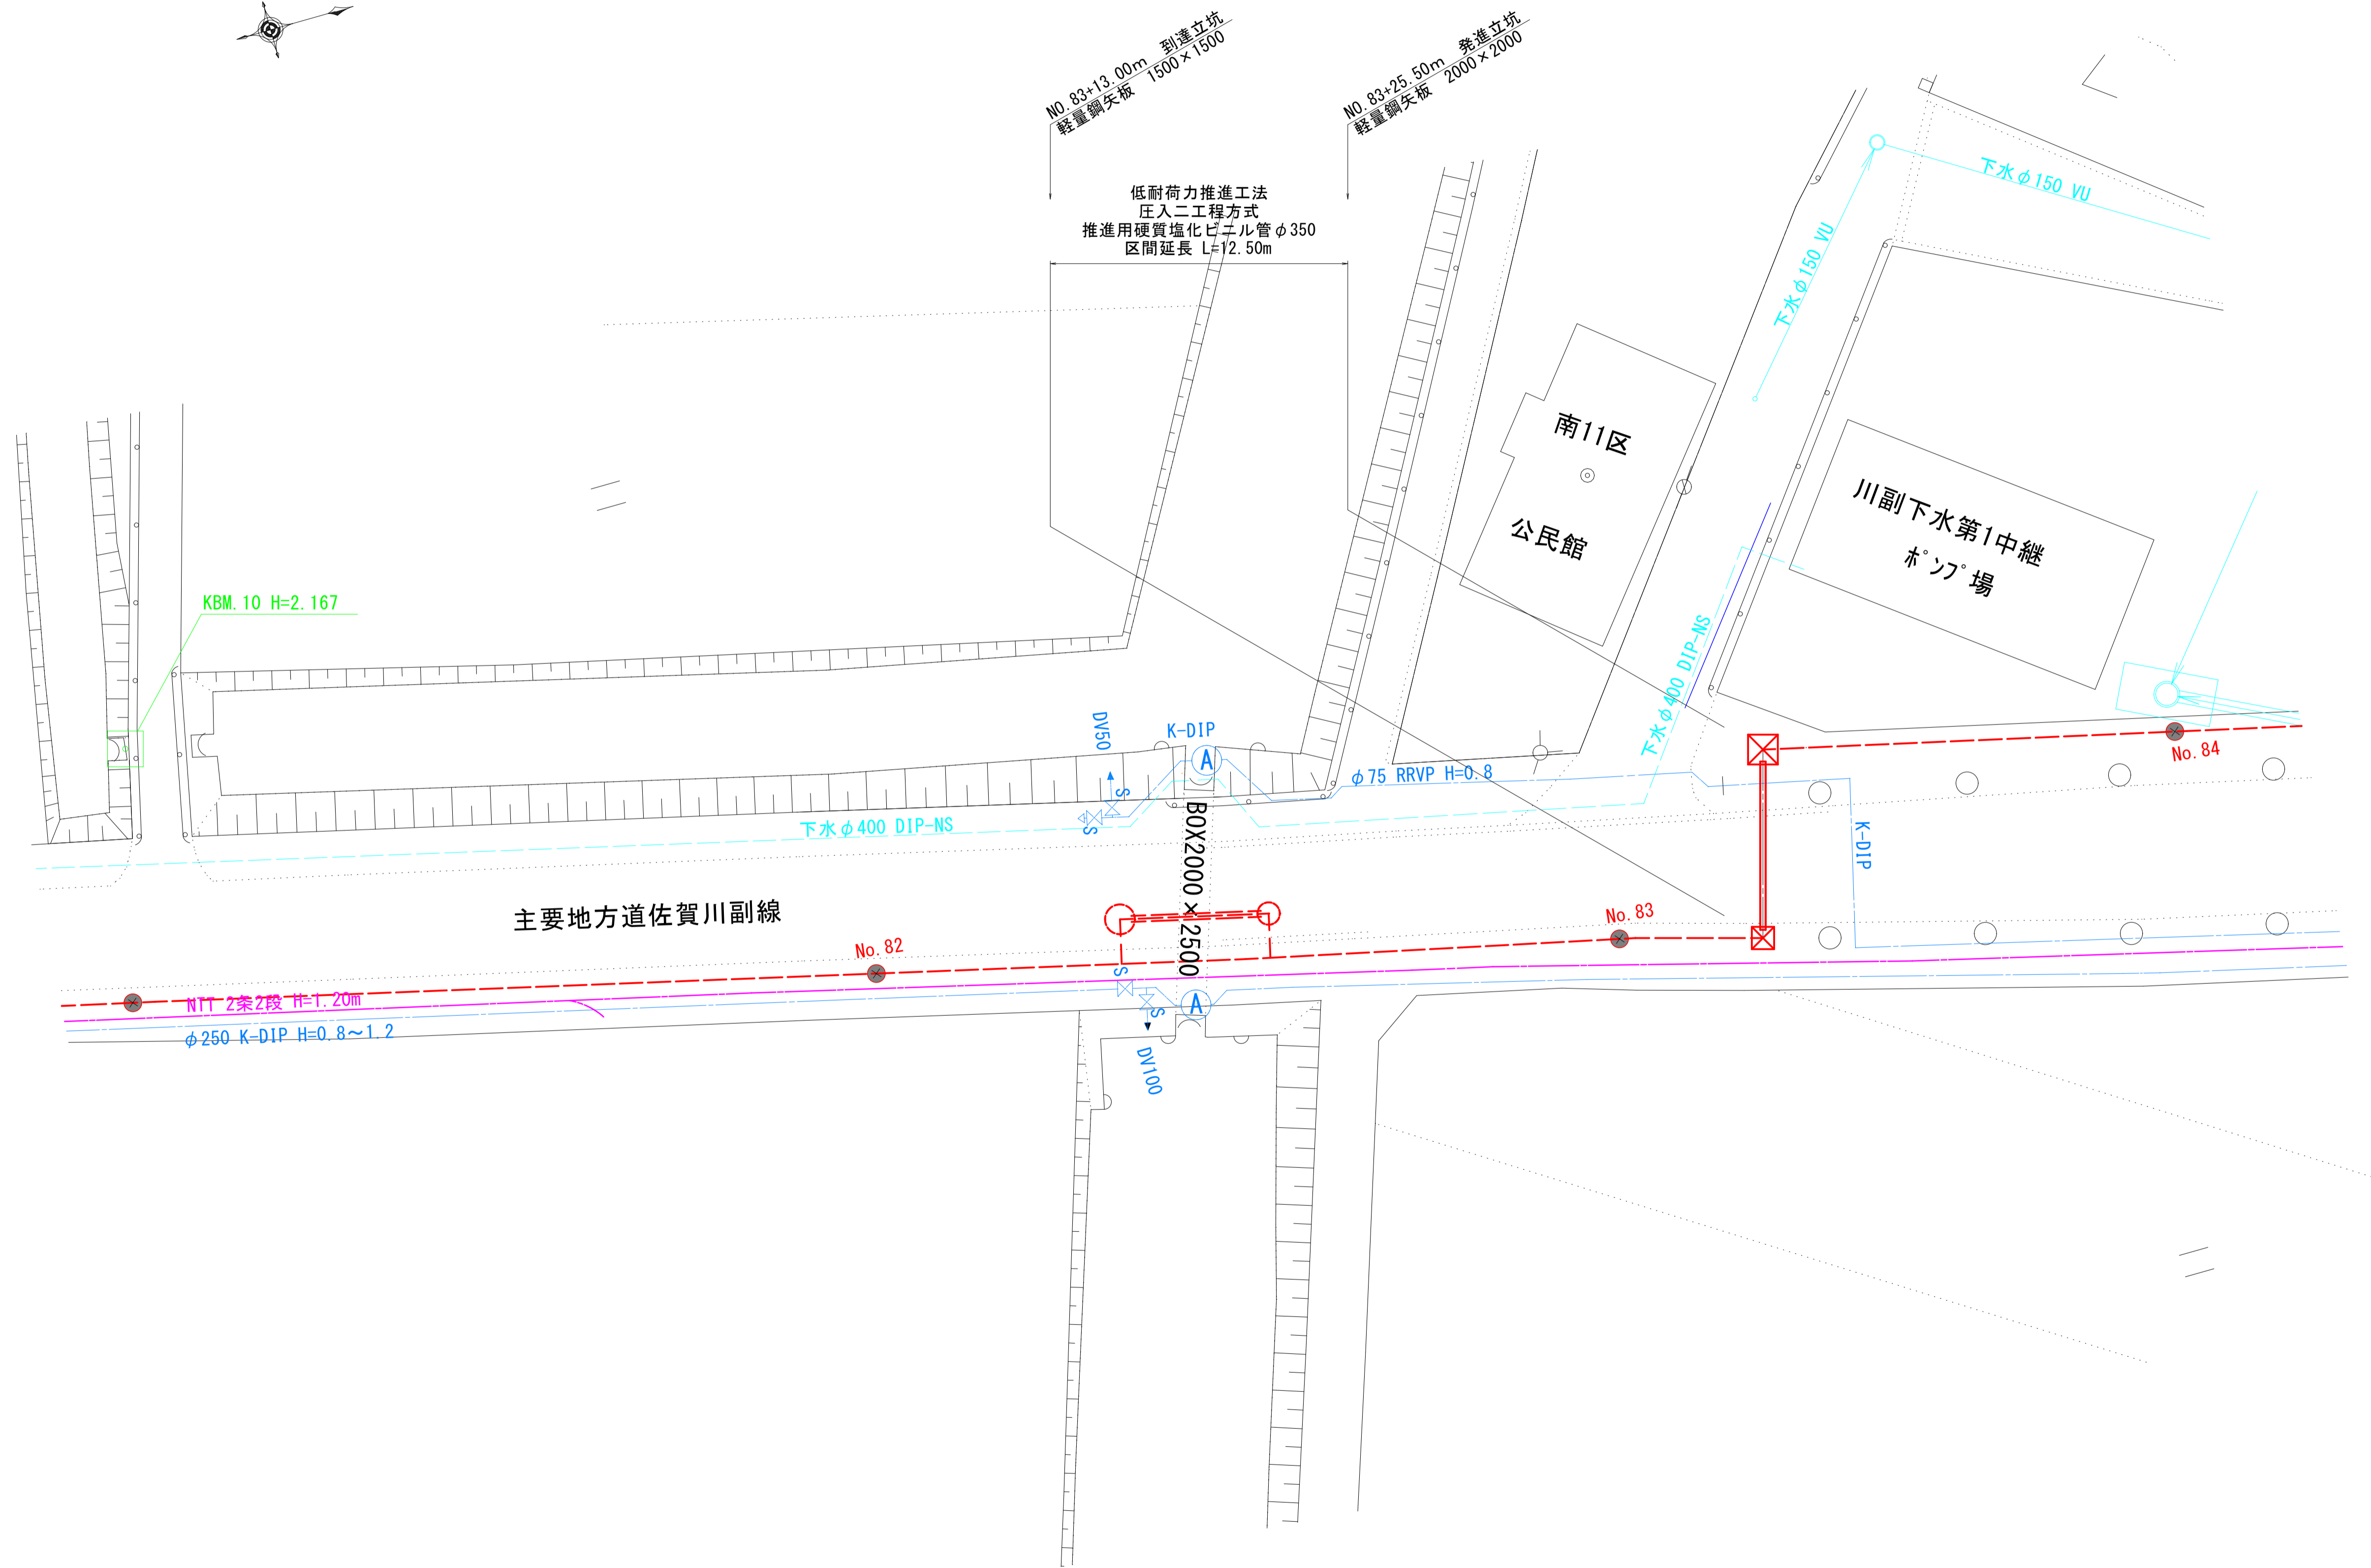 NO.83+13.00m 到達立坑
軽量鋼矢板 1500×1500
NO.83+25.50m 発進立坑
軽量鋼矢板 2000×2000
低耐荷力推進工法
圧入二工程方式
推進用硬質塩化ビニル管φ350
区間延長 L=12.50m
下水φ150 VU
下水φ150 VU
南11区
公民館
川副下水第1中継
ポンプ場
KBM.10 H=2.167
下水φ400 DIP-NS
DV50
K-DIP
A
S
S
φ75 RRVP H=0.8
No.84
下水φ400 DIP-NS
BOX2000×2500
K-DIP
主要地方道佐賀川副線
No.82
No.83
NTT 2条2段 H=1.20m
φ250 K-DIP H=0.8～1.2
S
S
A
DV100